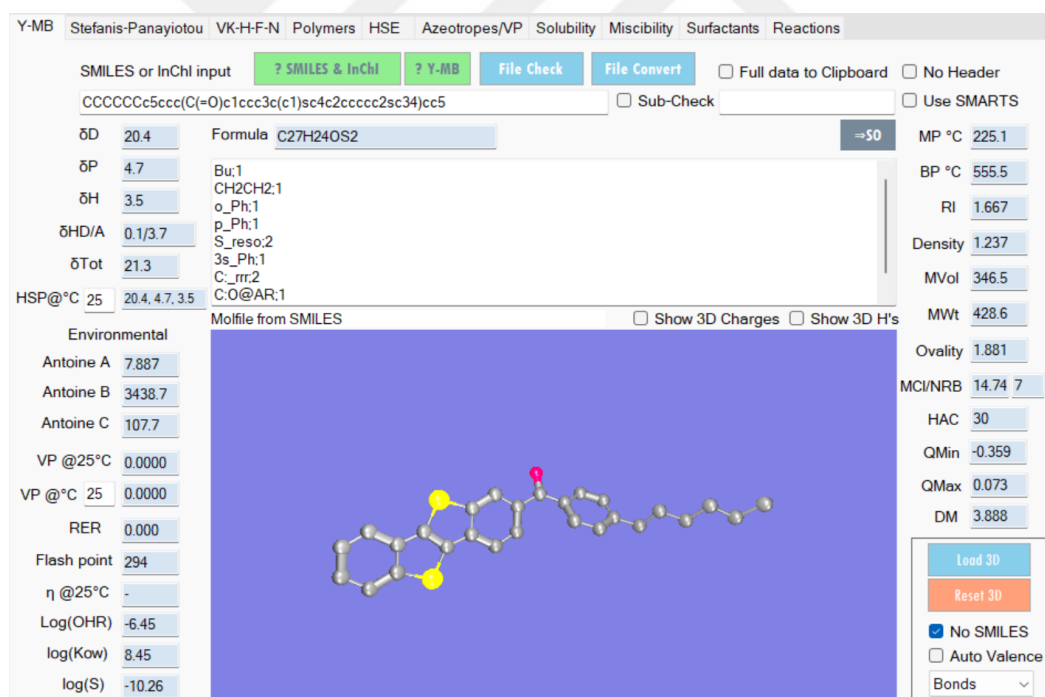 Y-MB Stefanis-Panayiotou VK-H-F-N Polymers HSE Azeotropes/VP Solubility Miscibility Surfactants Reactions
SMILES or InChI input ? SMILES & InChI ? Y-MB File Check File Convert Full data to Clipboard No Header
CCCCCCc5ccc(C(=O)c1ccc3c(c1)sc4c2ccccc2sc34)cc5 Sub-Check Use SMARTS
δD 20.4 Formula C27H24OS2 ⇒SO MP °C 225.1
δP 4.7 Bu;1 BP °C 555.5
CH2CH2;1
δH 3.5 o_Ph;1 RI 1.667
p_Ph;1
δHD/A 0.1/3.7 S_reso;2 Density 1.237
3s_Ph;1
δTot 21.3 C:_rrr;2 MVol 346.5
HSP@°C 25 20.4, 4.7, 3.5 C:O@AR;1
Molfile from SMILES Show 3D Charges Show 3D H's MWt 428.6
Environmental Ovality 1.881
Antoine A 7.887
Antoine B 3438.7 MCI/NRB 14.74 7
Antoine C 107.7 HAC 30
VP @25°C 0.0000 QMin -0.359
VP @°C 25 0.0000 QMax 0.073
RER 0.000 DM 3.888
Flash point 294 Load 3D
η @25°C - Reset 3D
Log(OHR) -6.45 No SMILES
log(Kow) 8.45 Auto Valence
log(S) -10.26 Bonds